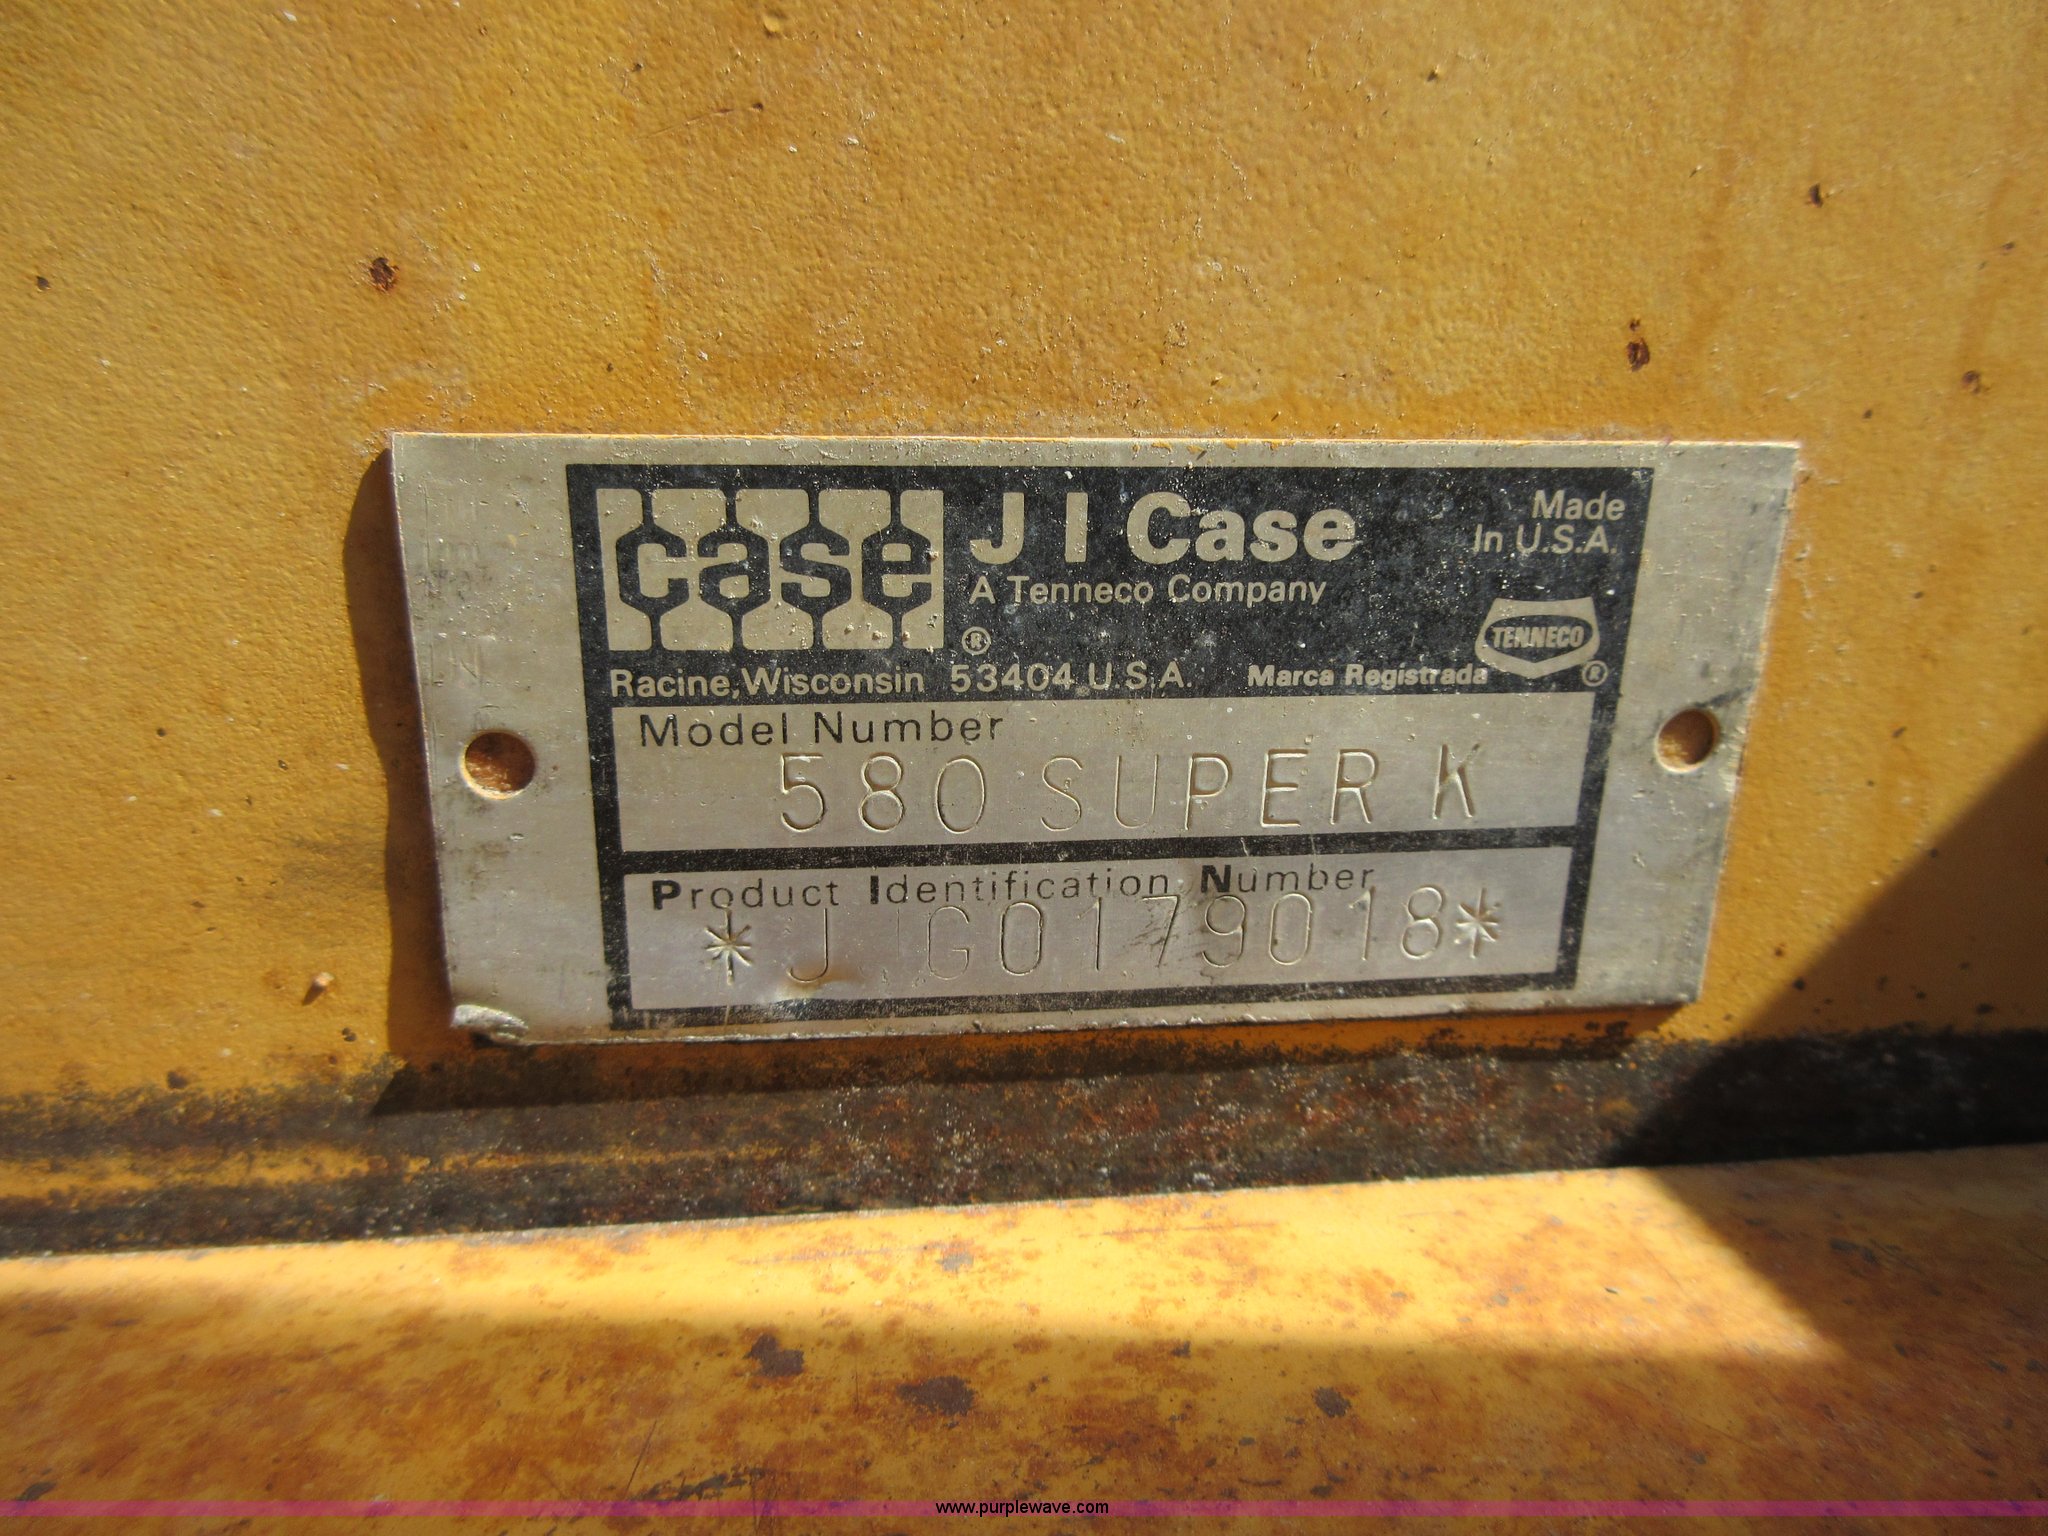 case
J I Case
Made
In U.S.A.
A Tenneco Company
®
TENNECO
®
Racine, Wisconsin 53404 U.S.A.
Marca Registrada
Model Number
580 SUPER K
Product Identification Number
*JJG0179018*
www.purplewave.com